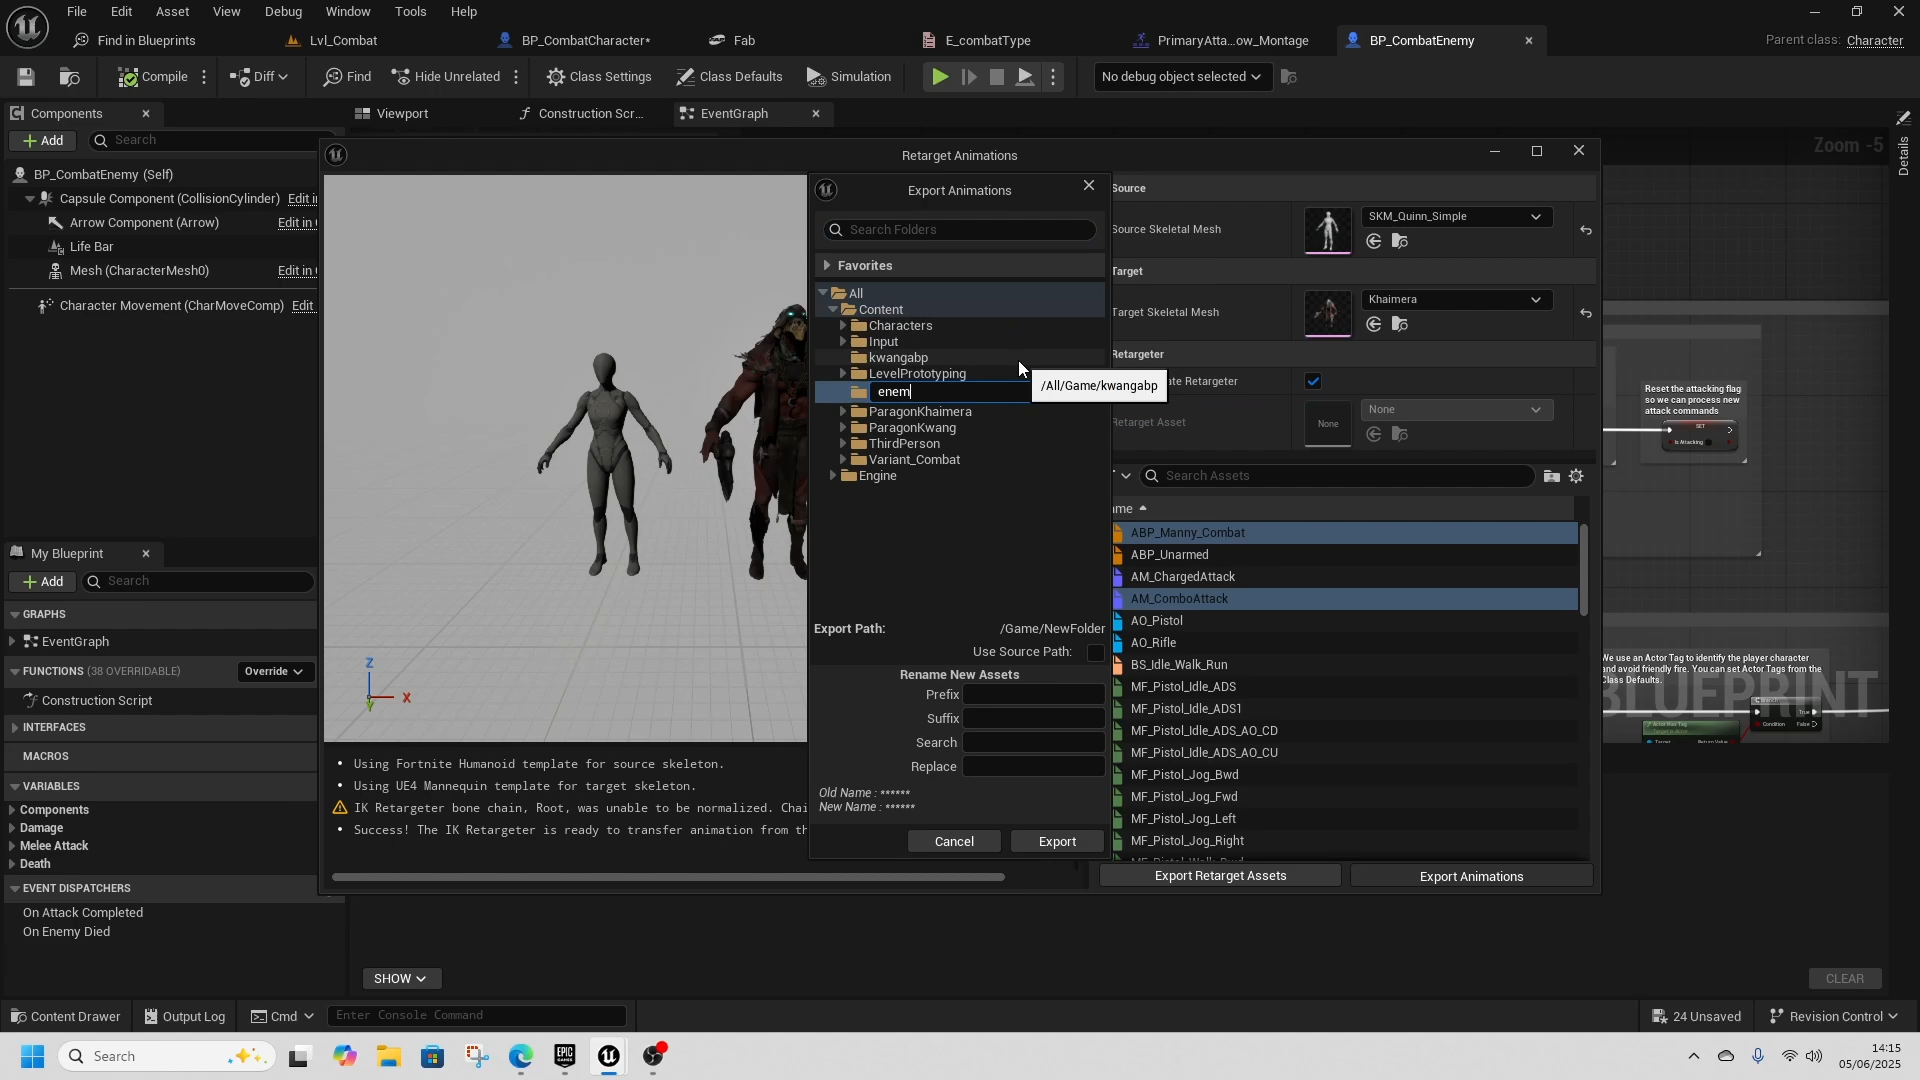 File Edit Asset View Debug Window Tools Help
Find in Blueprints Lvl_Combat BP_CombatCharacter* Fab E_combatType PrimaryAtta...ow_Montage BP_CombatEnemy Parent class: Character
Compile Diff Find Hide Unrelated Class Settings Class Defaults Simulation No debug object selected
Components Viewport Construction Scr... EventGraph Details
Add Search
Zoom -5
Retarget Animations
BP_CombatEnemy (Self)
Capsule Component (CollisionCylinder) Edit in
Arrow Component (Arrow) Edit in C
Life Bar
Mesh (CharacterMesh0) Edit in C
Character Movement (CharMoveComp) Edit
Export Animations
Search Folders
Favorites
All
Content
Characters
Input
kwangabp
LevelPrototyping
enem
ParagonKhaimera
ParagonKwang
ThirdPerson
Variant_Combat
Engine
/All/Game/kwangabp
Export Path: /Game/NewFolder
Use Source Path:
Rename New Assets
Prefix
Suffix
Search
Replace
Old Name : ******
New Name : ******
Cancel Export
Source
Source Skeletal Mesh SKM_Quinn_Simple
Target
Target Skeletal Mesh Khaimera
Retargeter
ate Retargeter
Retarget Asset None None
Search Assets
ame
ABP_Manny_Combat
ABP_Unarmed
AM_ChargedAttack
AM_ComboAttack
AO_Pistol
AO_Rifle
BS_Idle_Walk_Run
MF_Pistol_Idle_ADS
MF_Pistol_Idle_ADS1
MF_Pistol_Idle_ADS_AO_CD
MF_Pistol_Idle_ADS_AO_CU
MF_Pistol_Jog_Bwd
MF_Pistol_Jog_Fwd
MF_Pistol_Jog_Left
MF_Pistol_Jog_Right
Export Retarget Assets Export Animations
Reset the attacking flag
so we can process new
attack commands
SET
Is Attacking
We use an Actor Tag to identify the player character
and avoid friendly fire. You can set Actor Tags from the
Class Defaults.
BLUEPRINT
Z
X
Y
Using Fortnite Humanoid template for source skeleton.
Using UE4 Mannequin template for target skeleton.
IK Retargeter bone chain, Root, was unable to be normalized. Chai
Success! The IK Retargeter is ready to transfer animation from th
My Blueprint
Add Search
GRAPHS
EventGraph
FUNCTIONS (38 OVERRIDABLE) Override
Construction Script
INTERFACES
MACROS
VARIABLES
Components
Damage
Melee Attack
Death
EVENT DISPATCHERS
On Attack Completed
On Enemy Died
SHOW CLEAR
Content Drawer Output Log Cmd Enter Console Command 24 Unsaved Revision Control
Search EPIC GAMES 14:15
05/06/2025